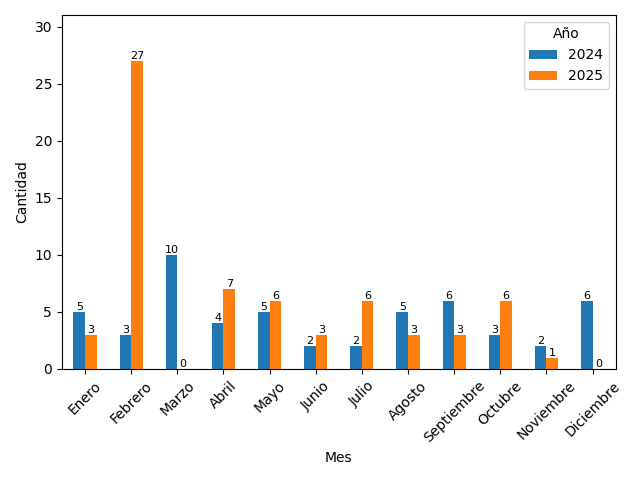 Año
2024
2025
30
25
20
15
10
5
0
Cantidad
5 3
3 27
10 0
4 7
5 6
2 3
2 6
5 3
6 3
3 6
2 1
6 0
Enero
Febrero
Marzo
Abril
Mayo
Junio
Julio
Agosto
Septiembre
Octubre
Noviembre
Diciembre
Mes